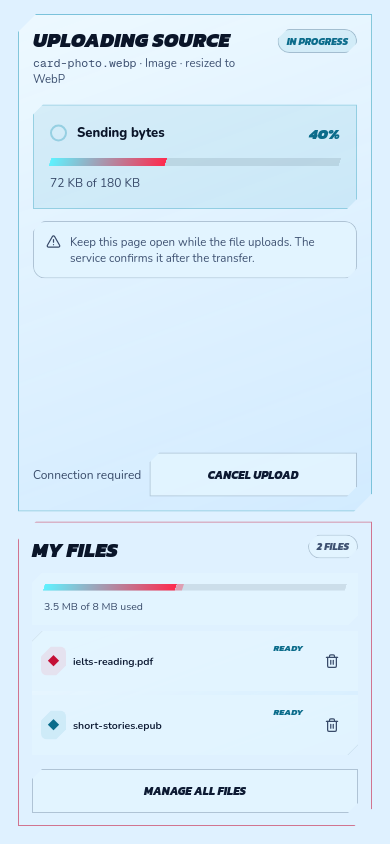 UPLOADING SOURCE
IN PROGRESS
card-photo.webp · Image · resized to
WebP
Sending bytes
40%
72 KB of 180 KB
Keep this page open while the file uploads. The
service confirms it after the transfer.
Connection required
CANCEL UPLOAD
MY FILES
2 FILES
3.5 MB of 8 MB used
READY
ielts-reading.pdf
READY
short-stories.epub
MANAGE ALL FILES